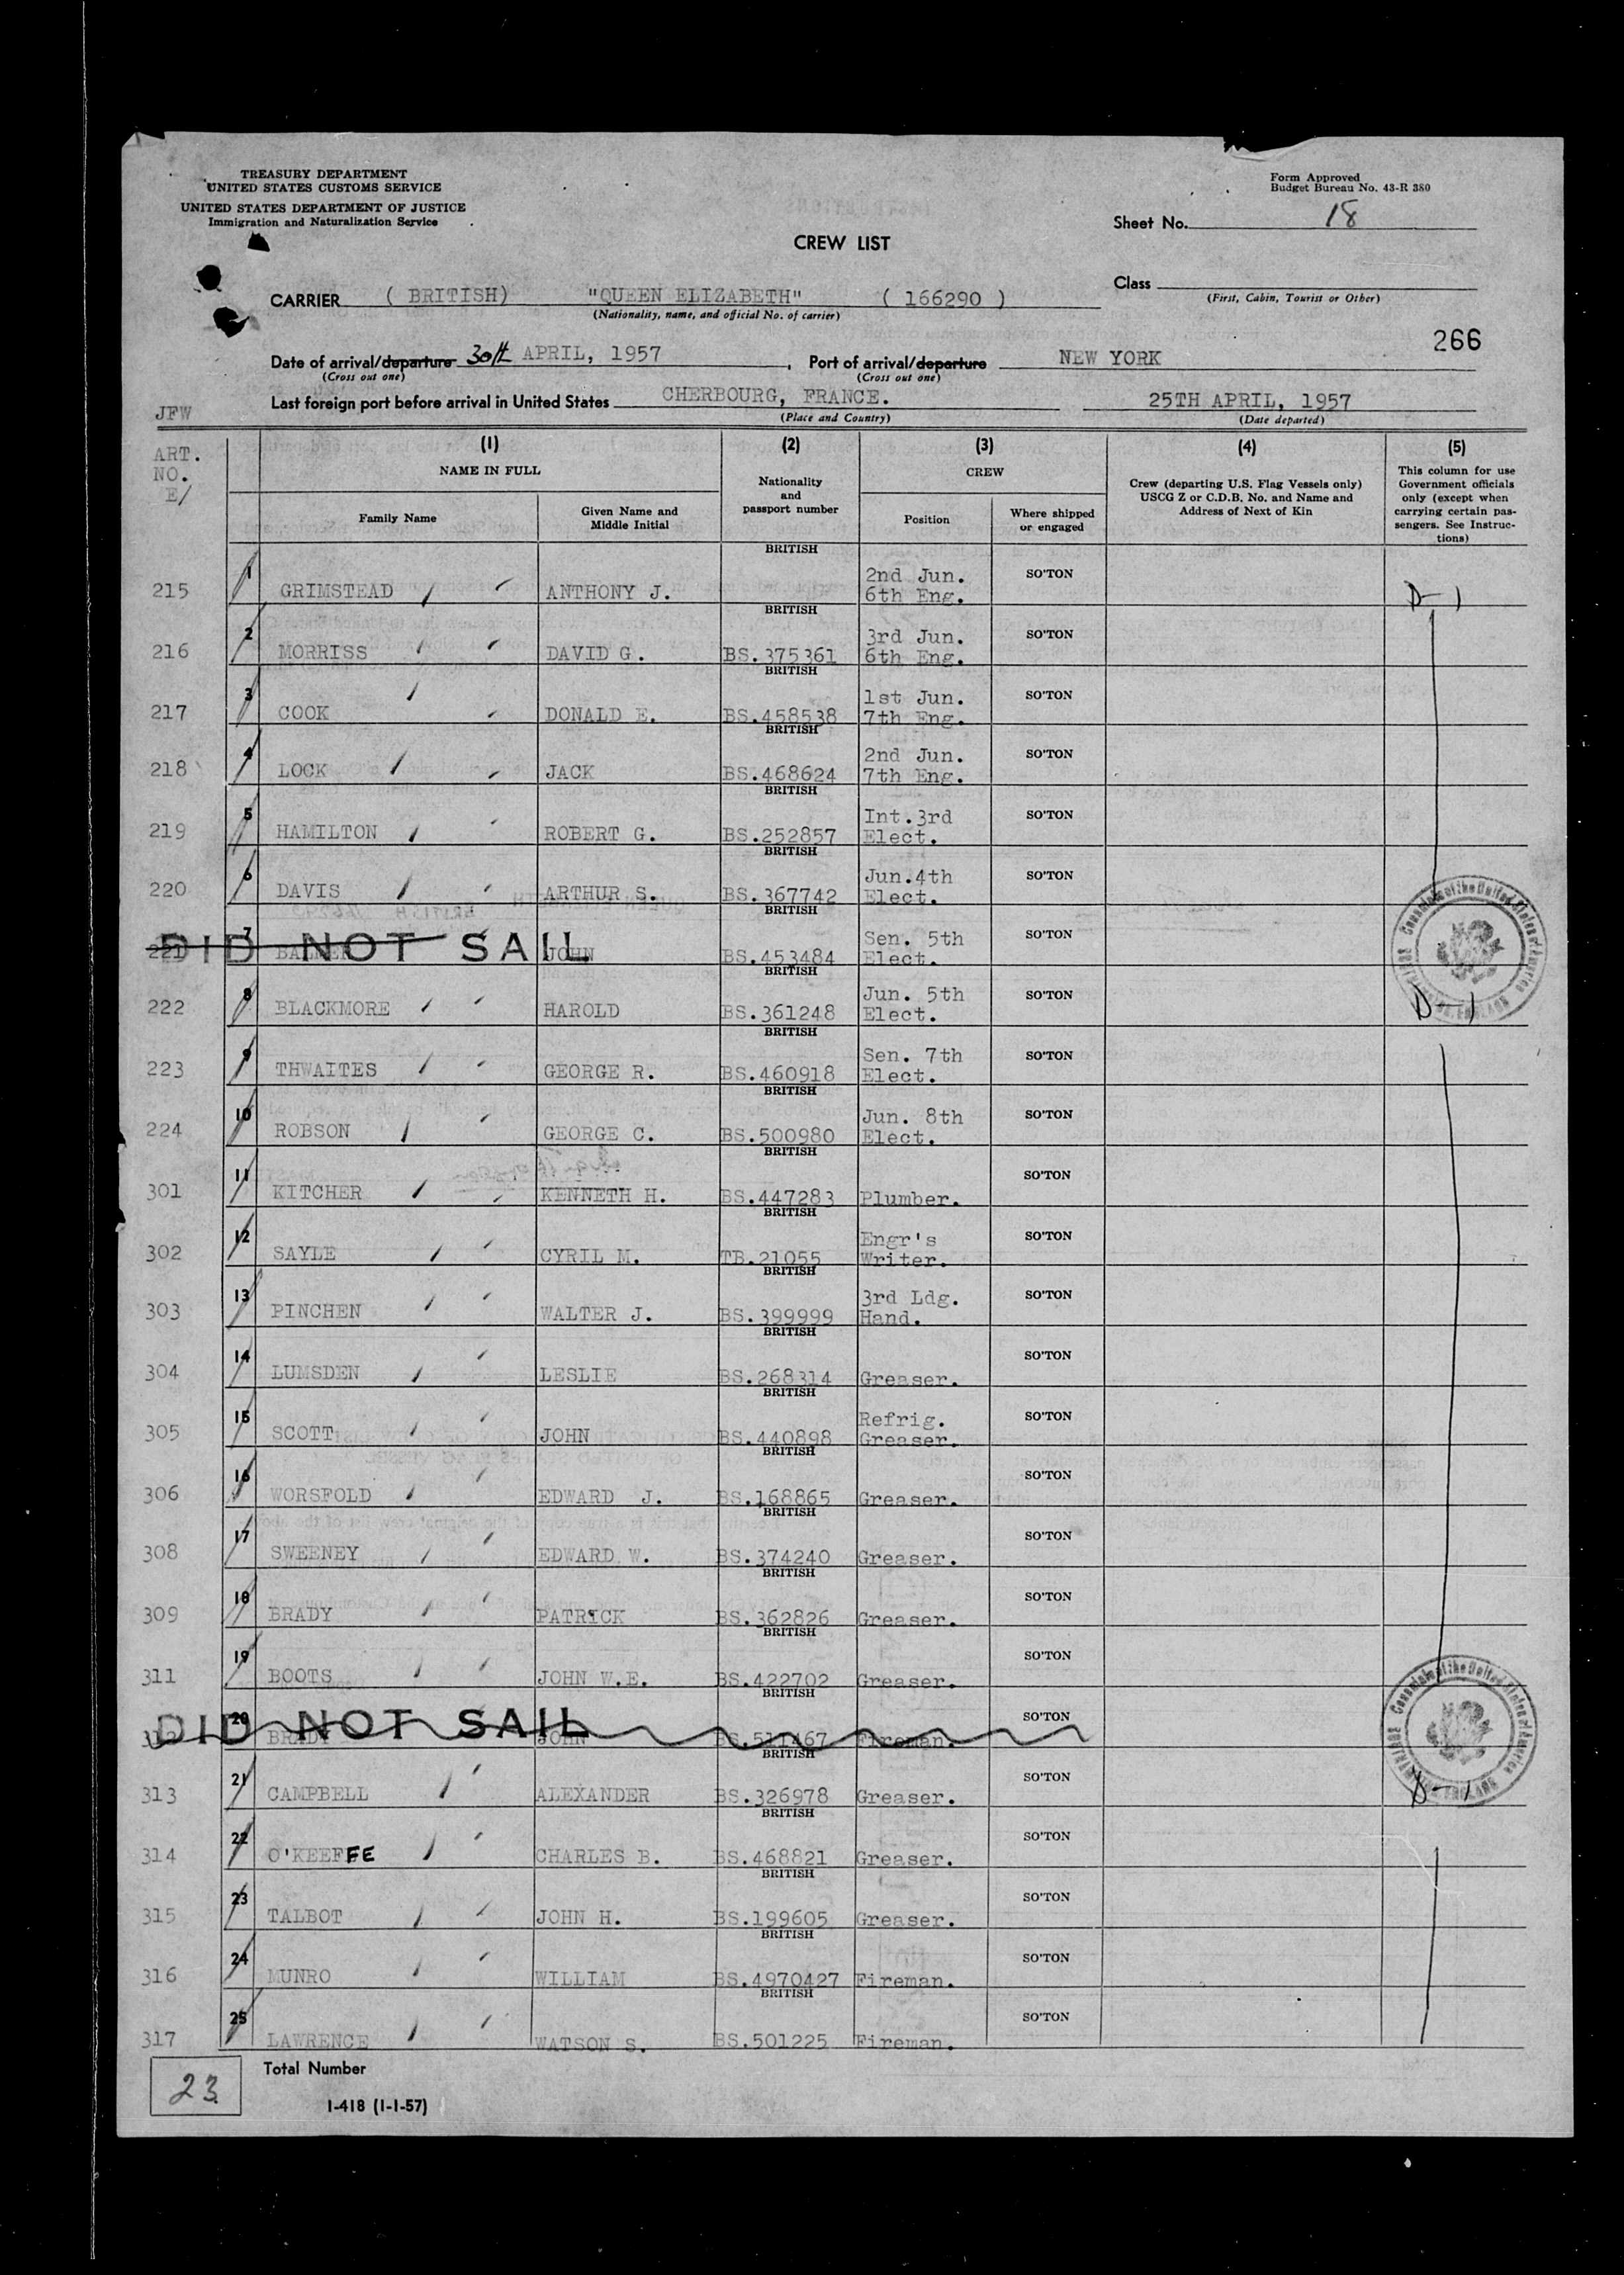 TREASURY DEPARTMENT
UNITED STATES CUSTOMS SERVICE
UNITED STATES DEPARTMENT OF JUSTICE
Immigration and Naturalization Service
Form Approved
Budget Bureau No. 43-R 380
Sheet No. 18
CREW LIST
Class
(First, Cabin, Tourist or Other)
CARRIER ( BRITISH) "QUEEN ELIZABETH" ( 166290 )
(Nationality, name, and official No. of carrier)
266
Date of arrival/departure 30th APRIL, 1957, Port of arrival/departure NEW YORK
(Cross out one) (Cross out one)
Last foreign port before arrival in United States CHERBOURG, FRANCE. 25TH APRIL, 1957
(Place and Country) (Date departed)
JFW
ART.
NO.
E/
(1) (2) (3) (4) (5)
NAME IN FULL
Family Name
Given Name and
Middle Initial
Nationality
and
passport number
CREW
Position
Where shipped
or engaged
Crew (departing U.S. Flag Vessels only)
USCG Z or C.D.B. No. and Name and
Address of Next of Kin
This column for use
Government officials
only (except when
carrying certain pas-
sengers. See Instruc-
tions)
BRITISH
215 1 GRIMSTEAD ANTHONY J. 2nd Jun. 6th Eng. SO'TON D-1
BRITISH
216 2 MORRISS DAVID G. BS.375361 3rd Jun. 6th Eng. SO'TON
BRITISH
217 3 COOK DONALD E. BS.458538 1st Jun. 7th Eng. SO'TON
BRITISH
218 4 LOCK JACK BS.468624 2nd Jun. 7th Eng. SO'TON
BRITISH
219 5 HAMILTON ROBERT G. BS.252857 Int.3rd Elect. SO'TON
BRITISH
220 6 DAVIS ARTHUR S. BS.367742 Jun.4th Elect. SO'TON
BRITISH
221 7 DID NOT SAIL JOHN BS.453484 Sen. 5th Elect. SO'TON
BRITISH
222 8 BLACKMORE HAROLD BS.361248 Jun. 5th Elect. SO'TON D-1
BRITISH
223 9 THWAITES GEORGE R. BS.460918 Sen. 7th Elect. SO'TON
BRITISH
224 10 ROBSON GEORGE C. BS.500980 Jun. 8th Elect. SO'TON
BRITISH
301 11 KITCHER KENNETH H. BS.447283 Plumber. SO'TON
BRITISH
302 12 SAYLE CYRIL M. TB.21055 Engr's Writer. SO'TON
BRITISH
303 13 PINCHEN WALTER J. BS.399999 3rd Ldg. Hand. SO'TON
BRITISH
304 14 LUMSDEN LESLIE BS.268314 Greaser. SO'TON
BRITISH
305 15 SCOTT JOHN BS.440898 Refrig. Greaser. SO'TON
BRITISH
306 16 WORSFOLD EDWARD J. BS.168865 Greaser. SO'TON
BRITISH
308 17 SWEENEY EDWARD W. BS.374240 Greaser. SO'TON
BRITISH
309 18 BRADY PATRICK BS.362826 Greaser. SO'TON
BRITISH
311 19 BOOTS JOHN W.E. BS.422702 Greaser. SO'TON
BRITISH
312 20 DID NOT SAIL BRADY JOHN BS.511467 Fireman. SO'TON
BRITISH
313 21 CAMPBELL ALEXANDER BS.326978 Greaser. SO'TON D-1
BRITISH
314 22 O'KEEFFE CHARLES B. BS.468821 Greaser. SO'TON
BRITISH
315 23 TALBOT JOHN H. BS.199605 Greaser. SO'TON
BRITISH
316 24 MUNRO WILLIAM BS.4970427 Fireman. SO'TON
BRITISH
317 25 LAWRENCE WATSON S. BS.501225 Fireman. SO'TON
23 Total Number
I-418 (1-1-57)